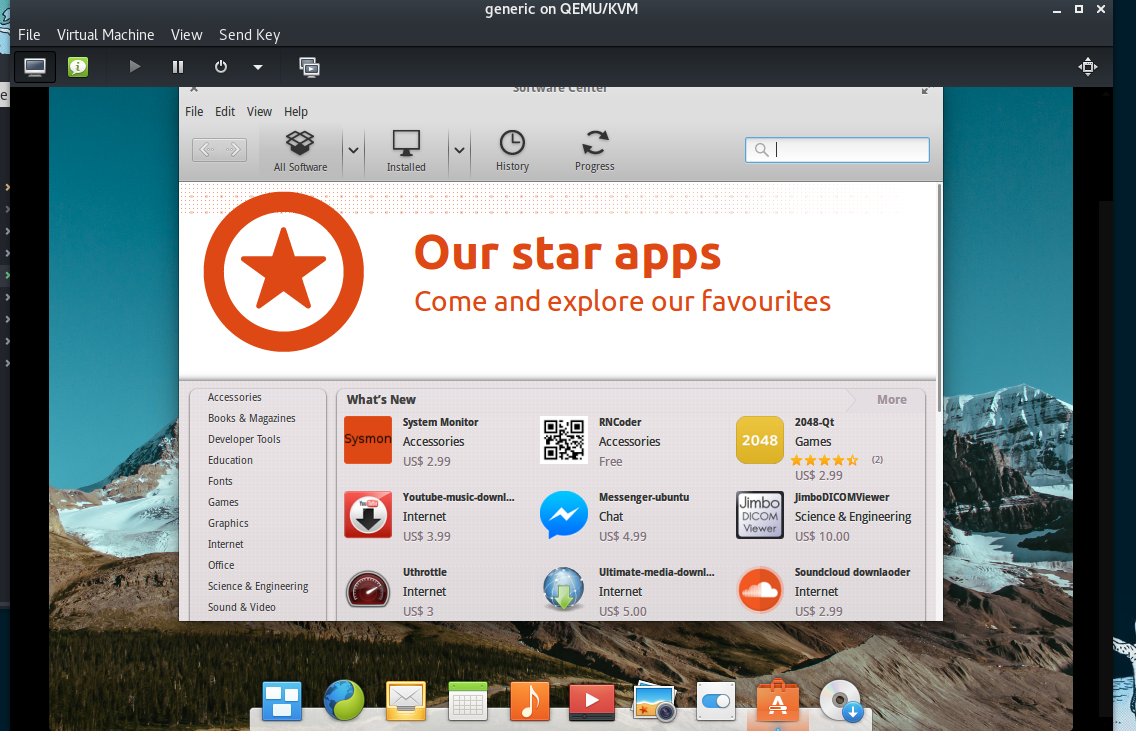 generic on QEMU/KVM
File Virtual Machine View Send Key
Software Center
File Edit View Help
All Software Installed History Progress
Our star apps
Come and explore our favourites
Accessories
Books & Magazines
Developer Tools
Education
Fonts
Games
Graphics
Internet
Office
Science & Engineering
Sound & Video
What's New More
Sysmon
System Monitor
Accessories
US$ 2.99
RNCoder
Accessories
Free
2048
2048-Qt
Games
(2)
US$ 2.99
Youtube-music-downl...
Internet
US$ 3.99
Messenger-ubuntu
Chat
US$ 4.99
Jimbo
DICOM
Viewer
JimboDICOMViewer
Science & Engineering
US$ 10.00
Uthrottle
Internet
US$ 3
Ultimate-media-downl...
Internet
US$ 5.00
Soundcloud downlaoder
Internet
US$ 2.99